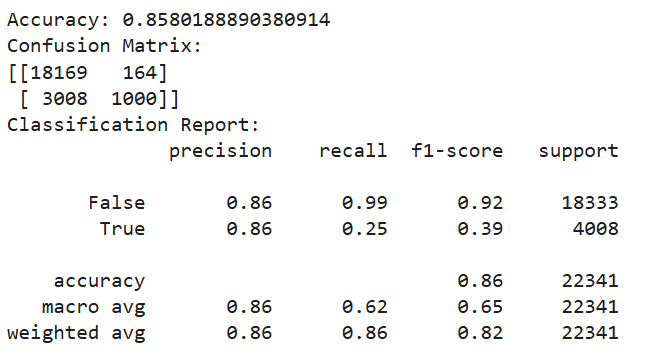 Accuracy: 0.8580188890380914
Confusion Matrix:
[[18169   164]
 [ 3008  1000]]
Classification Report:
              precision    recall  f1-score   support

       False       0.86      0.99      0.92     18333
        True       0.86      0.25      0.39      4008

    accuracy                           0.86     22341
   macro avg       0.86      0.62      0.65     22341
weighted avg       0.86      0.86      0.82     22341